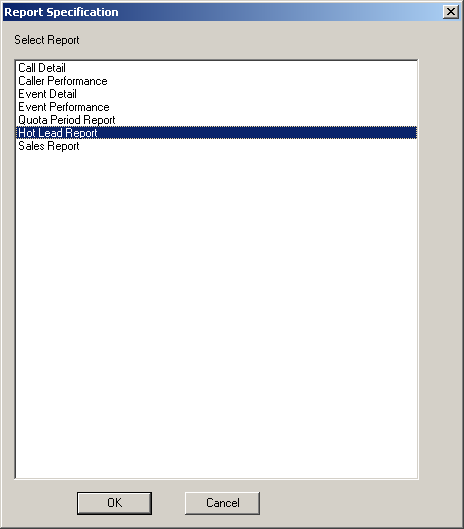 Report Specification
Select Report
Call Detail
Caller Performance
Event Detail
Event Performance
Quota Period Report
Hot Lead Report
Sales Report
OK Cancel